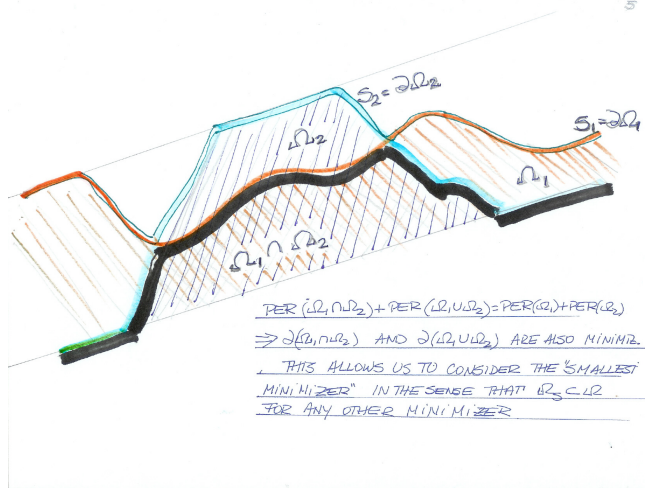 5
S₂=∂Ω₂
S₁=∂Ω₁
Ω₂
Ω₁
Ω₁∩Ω₂
PER(Ω₁∩Ω₂)+PER(Ω₁∪Ω₂)=PER(Ω₁)+PER(Ω₂)
⇒ ∂(Ω₁∩Ω₂) AND ∂(Ω₁∪Ω₂) ARE ALSO MINIMIZ.
. THIS ALLOWS US TO CONSIDER THE "SMALLEST
MINIMIZER" IN THE SENSE THAT Ω_S⊂Ω
FOR ANY OTHER MINIMIZER